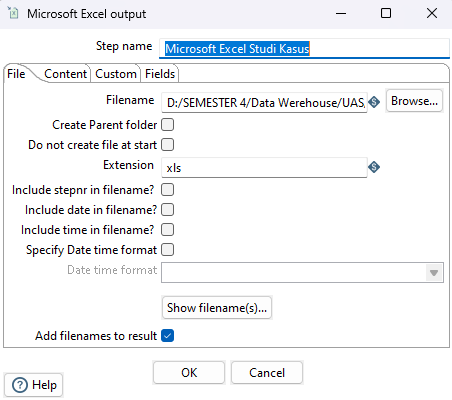 Microsoft Excel output
Step name Microsoft Excel Studi Kasus
File Content Custom Fields
Filename D:/SEMESTER 4/Data Werehouse/UAS, Browse...
Create Parent folder
Do not create file at start
Extension xls
Include stepnr in filename?
Include date in filename?
Include time in filename?
Specify Date time format
Date time format
Show filename(s)...
Add filenames to result
OK Cancel
Help